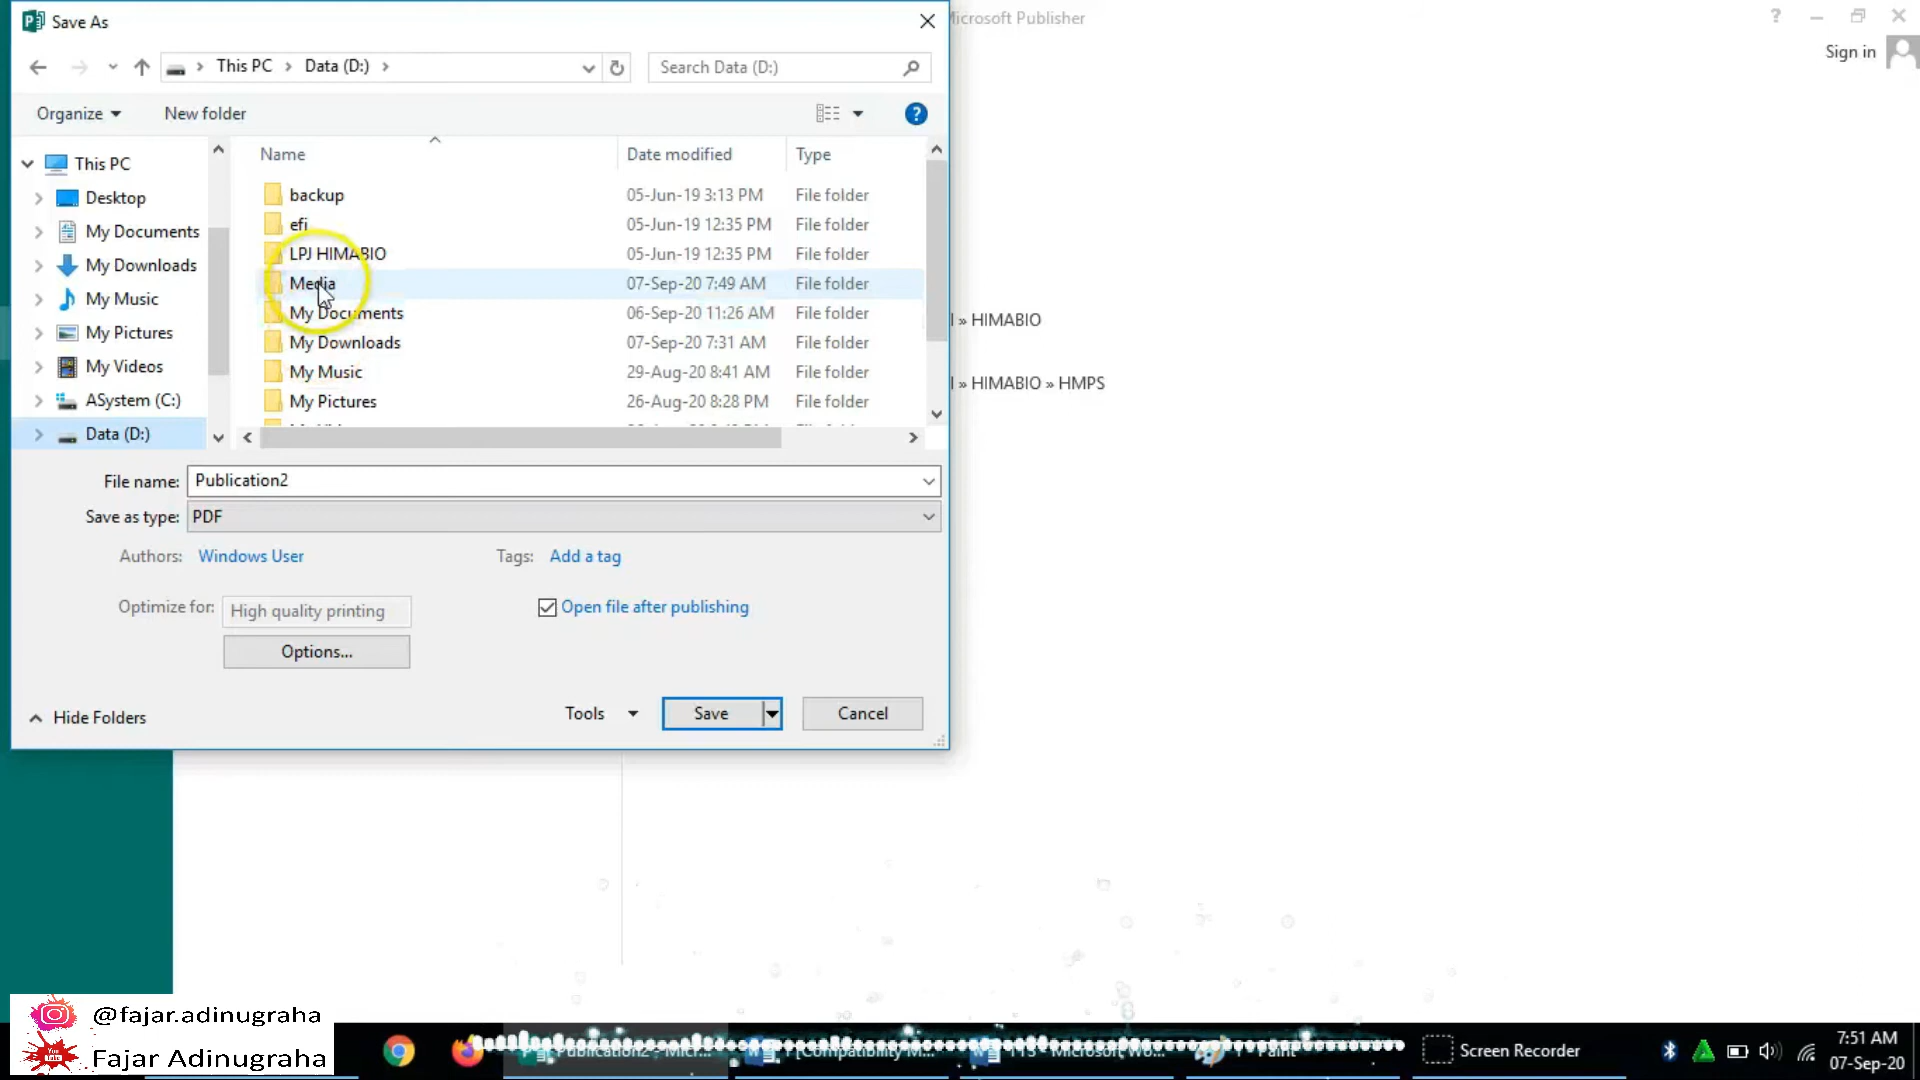 Save As
Microsoft Publisher
Sign in
This PC
Data (D:)
Search Data (D:)
Organize
New folder
This PC
Desktop
My Documents
My Downloads
My Music
My Pictures
My Videos
ASystem (C:)
Data (D:)
Name Date modified Type
backup 05-Jun-19 3:13 PM File folder
efi 05-Jun-19 12:35 PM File folder
LPJ HIMABIO 05-Jun-19 12:35 PM File folder
Media 07-Sep-20 7:49 AM File folder
My Documents 06-Sep-20 11:26 AM File folder
My Downloads 07-Sep-20 7:31 AM File folder
My Music 29-Aug-20 8:41 AM File folder
My Pictures 26-Aug-20 8:28 PM File folder
» HIMABIO
» HIMABIO » HMPS
File name: Publication2
Save as type: PDF
Authors: Windows User
Tags: Add a tag
Optimize for: High quality printing
Open file after publishing
Options...
Hide Folders
Tools
Save
Cancel
@fajar.adinugraha
Fajar Adinugraha
Publication2 - Micr...
[Compatibility M...
Microsoft Wo...
Paint
Screen Recorder
7:51 AM
07-Sep-20